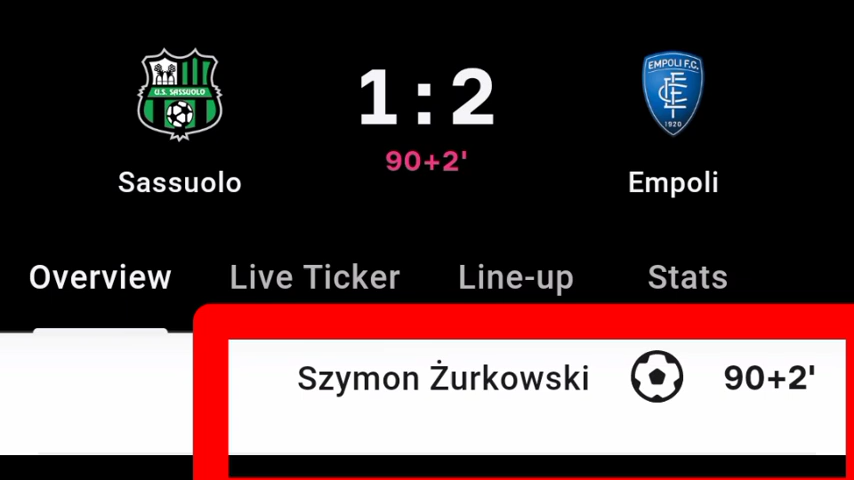 U.S. SASSUOLO
EMPOLI F.C.
1920
1:2
90+2'
Sassuolo
Empoli
Overview Live Ticker Line-up Stats
Szymon Żurkowski 90+2'